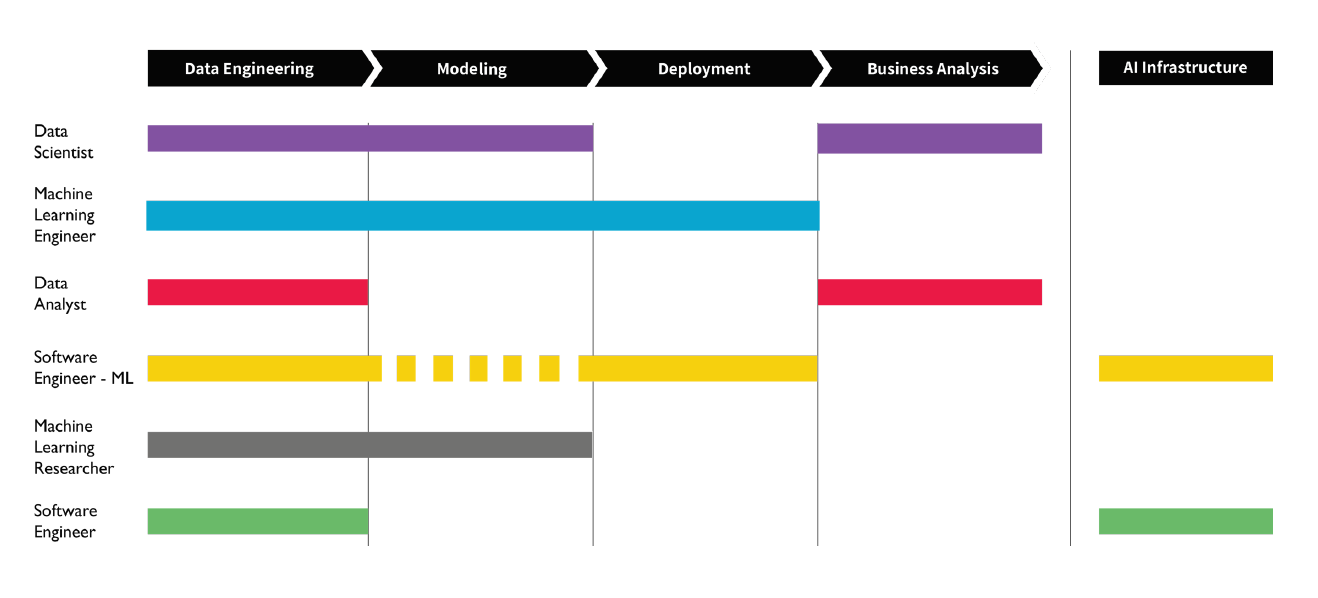 Data Engineering
Modeling
Deployment
Business Analysis
AI Infrastructure
Data
Scientist
Machine
Learning
Engineer
Data
Analyst
Software
Engineer - ML
Machine
Learning
Researcher
Software
Engineer